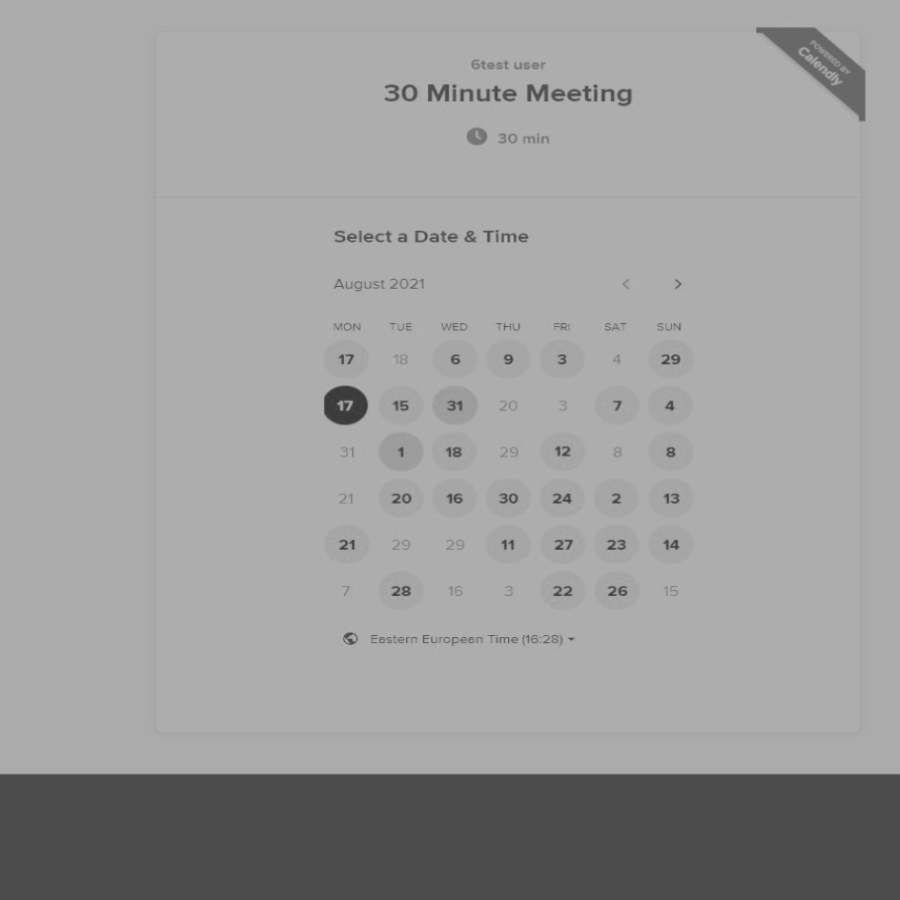 POWERED BY
Calendly
6test user
30 Minute Meeting
30 min
Select a Date & Time
August 2021
MON TUE WED THU FRI SAT SUN
17 18 6 9 3 4 29
17 15 31 20 3 7 4
31 1 18 29 12 8 8
21 20 16 30 24 2 13
21 29 29 11 27 23 14
7 28 16 3 22 26 15
Eastern European Time (16:28)